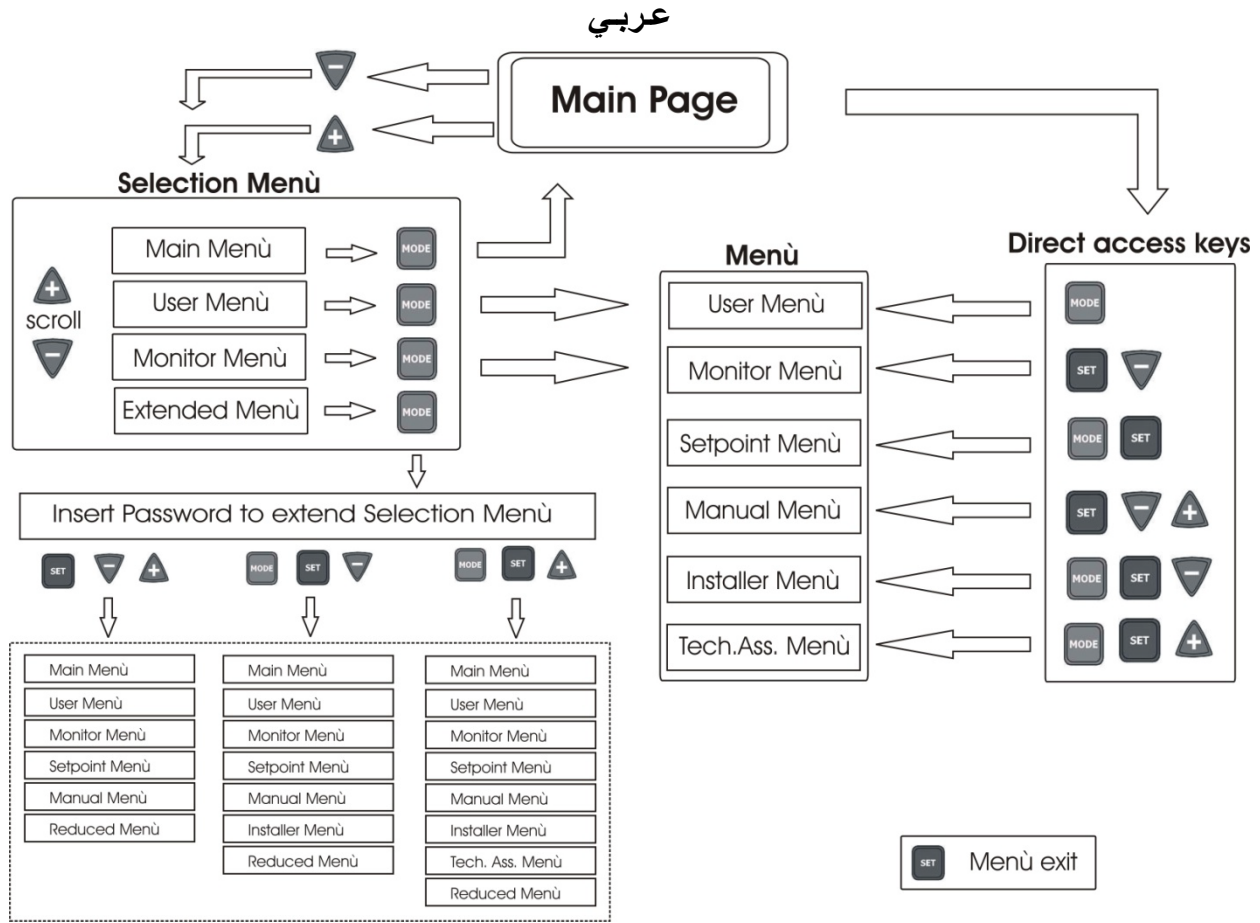 عربي
Main Page
Selection Menù
Main Menù
MODE
User Menù
MODE
Monitor Menù
MODE
Extended Menù
MODE
+
scroll
-
Insert Password to extend Selection Menù
SET - +
MODE SET -
MODE SET +
Main Menù
User Menù
Monitor Menù
Setpoint Menù
Manual Menù
Reduced Menù
Main Menù
User Menù
Monitor Menù
Setpoint Menù
Manual Menù
Installer Menù
Reduced Menù
Main Menù
User Menù
Monitor Menù
Setpoint Menù
Manual Menù
Installer Menù
Tech. Ass. Menù
Reduced Menù
Menù
User Menù
Monitor Menù
Setpoint Menù
Manual Menù
Installer Menù
Tech.Ass. Menù
Direct access keys
MODE
SET -
MODE SET
SET - +
MODE SET -
MODE SET +
SET Menù exit